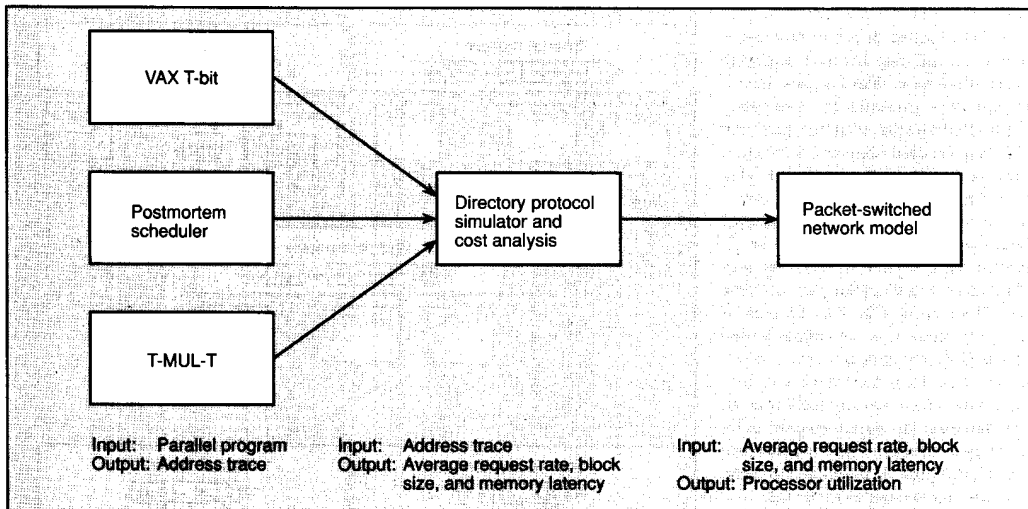 VAX T-bit
Postmortem
scheduler
T-MUL-T
Directory protocol
simulator and
cost analysis
Packet-switched
network model
Input: Parallel program
Output: Address trace
Input: Address trace
Output: Average request rate, block
size, and memory latency
Input: Average request rate, block
size, and memory latency
Output: Processor utilization